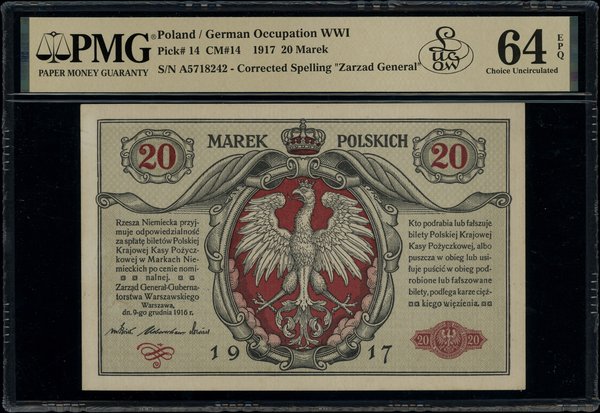 PMG
PAPER MONEY GUARANTY
Poland / German Occupation WWI
Pick# 14 CM#14 1917 20 Marek
S/N A5718242 - Corrected Spelling "Zarzad General"
64 EPQ
Choice Uncirculated
20
MAREK POLSKICH
20
Rzesza Niemiecka przyj-
muje odpowiedzialność
za spłatę biletów Polskiej
Krajowej Kasy Pożycz-
kowej w Markach Nie-
mieckich po cenie nomi-
nalnej.
Zarząd General-Guberna-
torstwa Warszawskiego
Warszawa,
dn. 9-go grudnia 1916 r.
Kto podrabia lub fałszuje
bilety Polskiej Krajowej
Kasy Pożyczkowej, albo
puszcza w obieg lub usi-
łuje puścić w obieg pod-
robione lub fałszowane
bilety, podlega karze cięż-
kiego więzienia.
1917
20 20